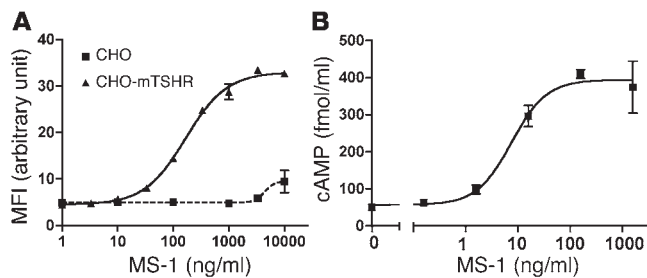 A
CHO
CHO-mTSHR
MFI (arbitrary unit)
40
30
20
10
0
1 10 100 1000 10000
MS-1 (ng/ml)
B
cAMP (fmol/ml)
500
400
300
200
100
0
0 1 10 100 1000
MS-1 (ng/ml)